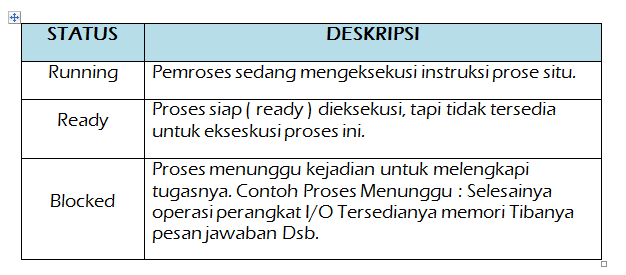 STATUS DESKRIPSI
Running Pemroses sedang mengeksekusi instruksi prose situ.
Ready Proses siap ( ready ) dieksekusi, tapi tidak tersedia
untuk ekseskusi proses ini.
Blocked Proses menunggu kejadian untuk melengkapi
tugasnya. Contoh Proses Menunggu : Selesainya
operasi perangkat I/O Tersedianya memori Tibanya
pesan jawaban Dsb.